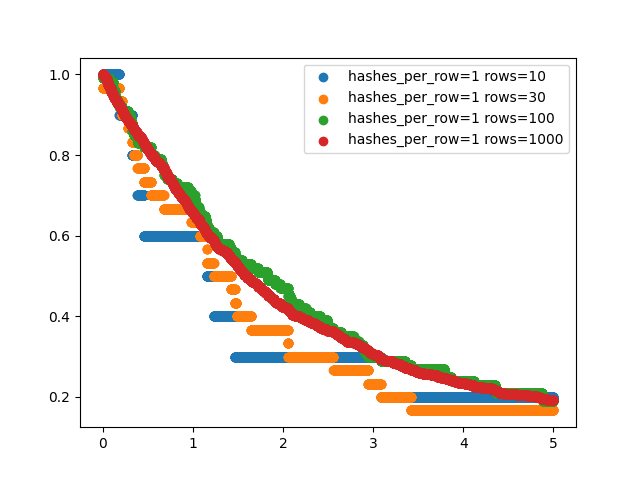 hashes_per_row=1 rows=10
hashes_per_row=1 rows=30
hashes_per_row=1 rows=100
hashes_per_row=1 rows=1000
1.0
0.8
0.6
0.4
0.2
0 1 2 3 4 5